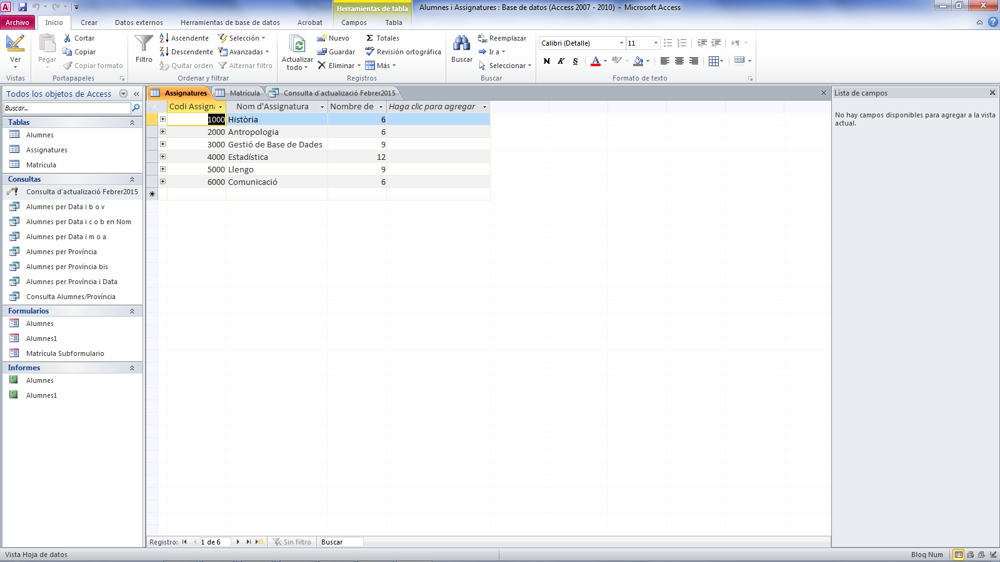 Herramientas de tabla
Alumnes i Assignatures : Base de datos (Access 2007 - 2010) - Microsoft Access
Archivo Inicio Crear Datos externos Herramientas de base de datos Acrobat Campos Tabla
Ver
Vistas
Pegar
Cortar
Copiar
Copiar formato
Portapapeles
Filtro
Ascendente
Descendente
Quitar orden
Selección
Avanzadas
Alternar filtro
Ordenar y filtrar
Actualizar
todo
Nuevo
Guardar
Eliminar
Totales
Revisión ortográfica
Más
Registros
Buscar
Reemplazar
Ir a
Seleccionar
Buscar
Calibri (Detalle) 11
N K S A
Formato de texto
Todos los objetos de Access
Buscar...
Tablas
Alumnes
Assignatures
Matrícula
Consultas
Consulta d'actualizació Febrer2015
Alumnes per Data i b o v
Alumnes per Data i c o b en Nom
Alumnes per Data i m o a
Alumnes per Província
Alumnes per Província bis
Alumnes per Província i Data
Consulta Alumnes/Província
Formularios
Alumnes
Alumnes1
Matrícula Subformulario
Informes
Alumnes
Alumnes1
Assignatures Matrícula Consulta d'actualizació Febrer2015
Codi Assigna Nom d'Assignatura Nombre de Haga clic para agregar
1000 Història 6
2000 Antropologia 6
3000 Gestió de Base de Dades 9
4000 Estadística 12
5000 Llengo 9
6000 Comunicació 6
Lista de campos
No hay campos disponibles para agregar a la vista
actual.
Registro: 1 de 6 Sin filtro Buscar
Vista Hoja de datos
Bloq Num